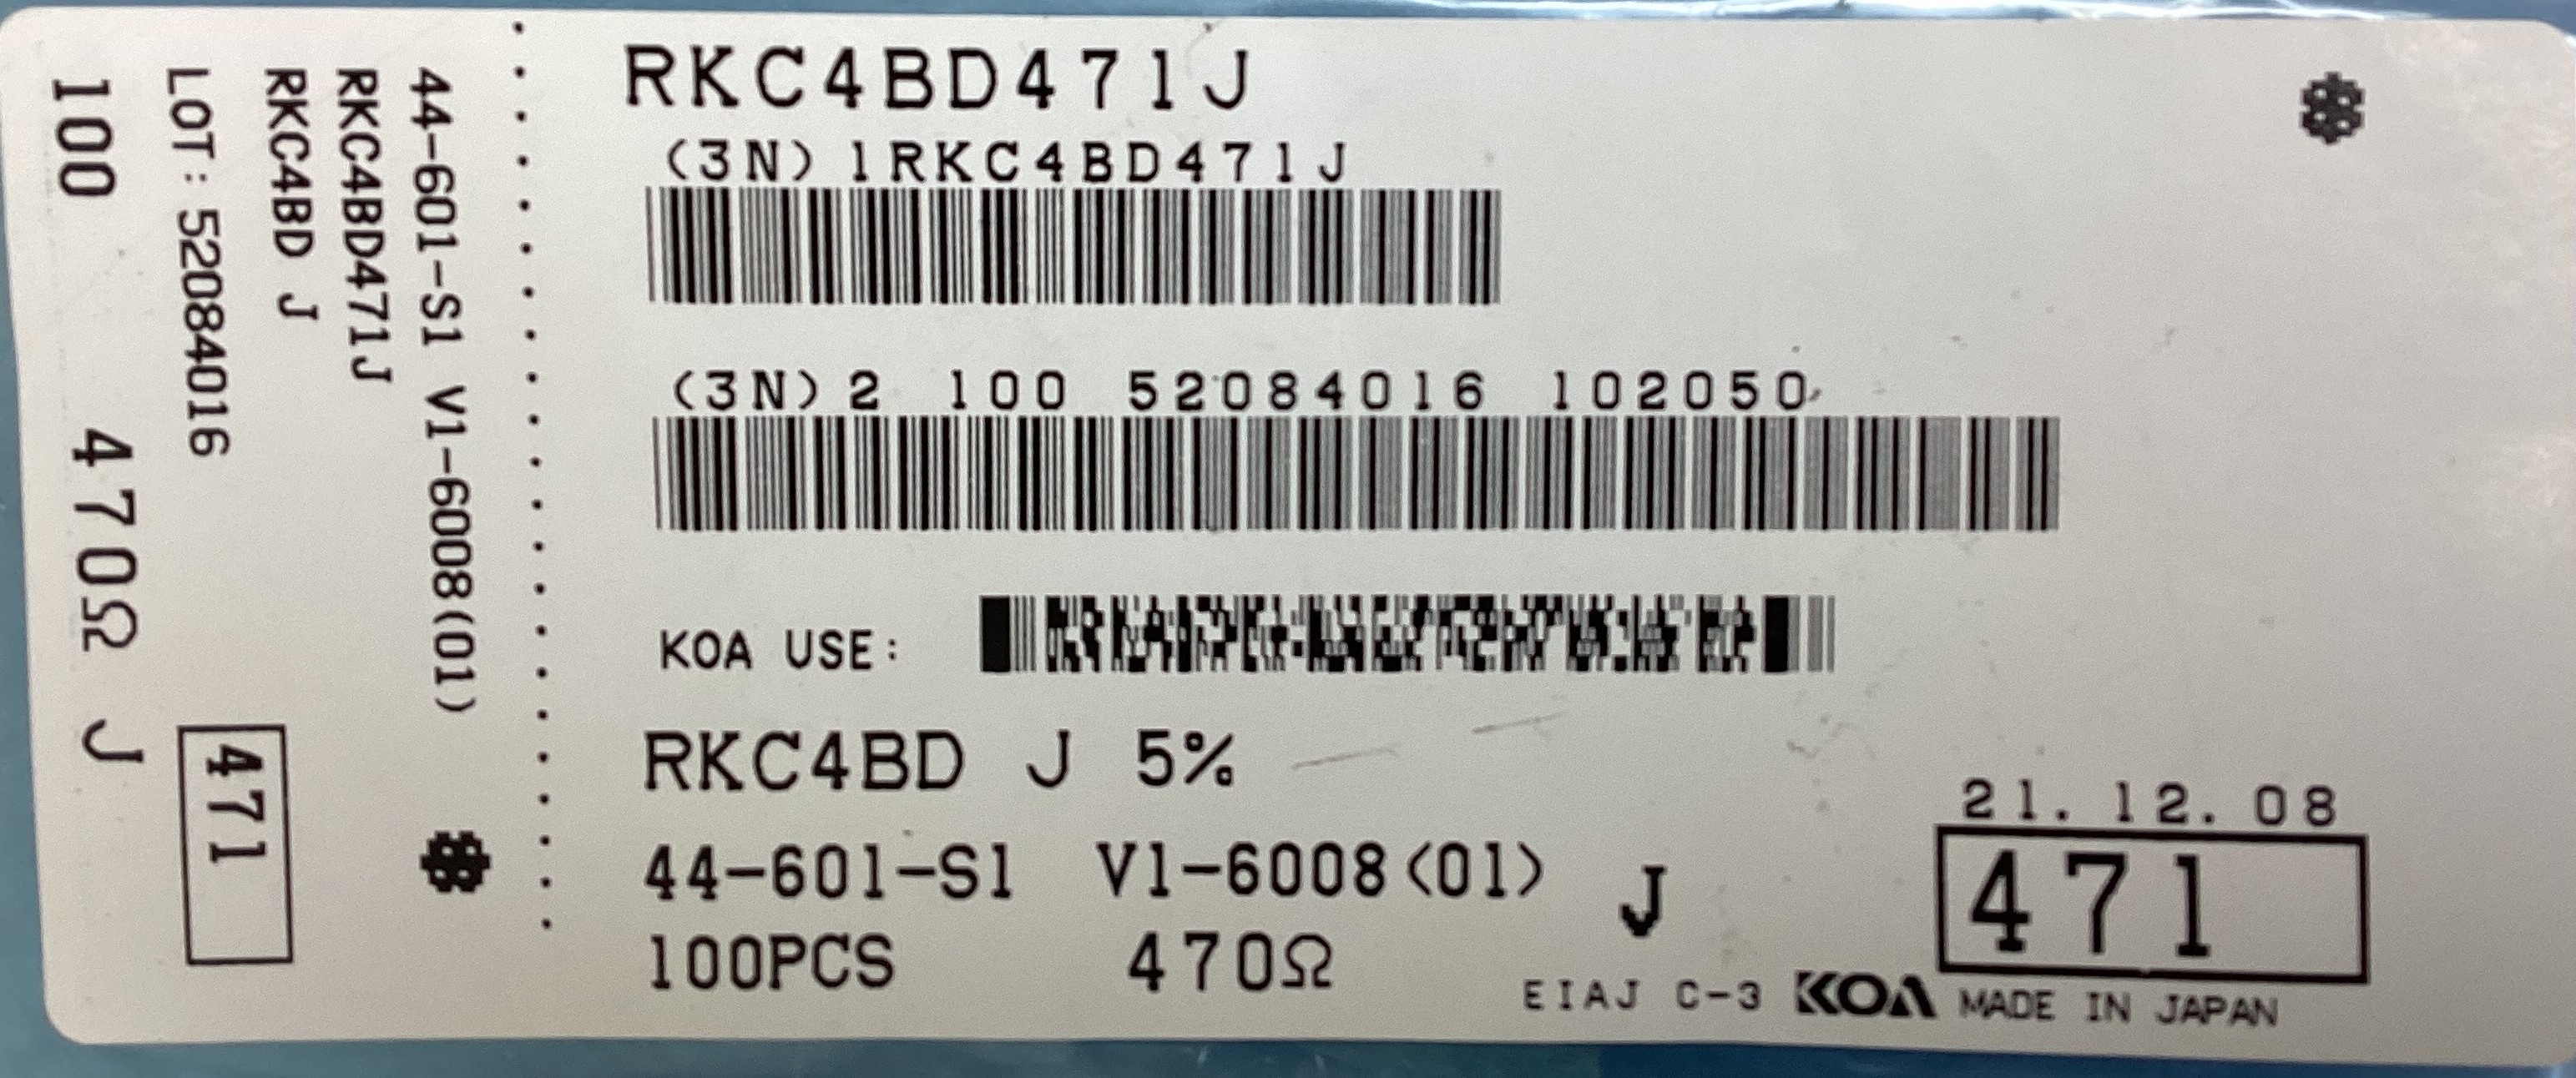 RKC4BD471J
(3N)1RKC4BD471J
(3N)2 100 52084016 102050
KOA USE:
RKC4BD J 5%
44-601-S1 V1-6008(01) J
100PCS 470Ω
21.12.08
471
EIAJ C-3 KOA MADE IN JAPAN
44-601-S1 V1-6008(01)
RKC4BD471J
RKC4BD J
LOT:52084016
471
100 470Ω J